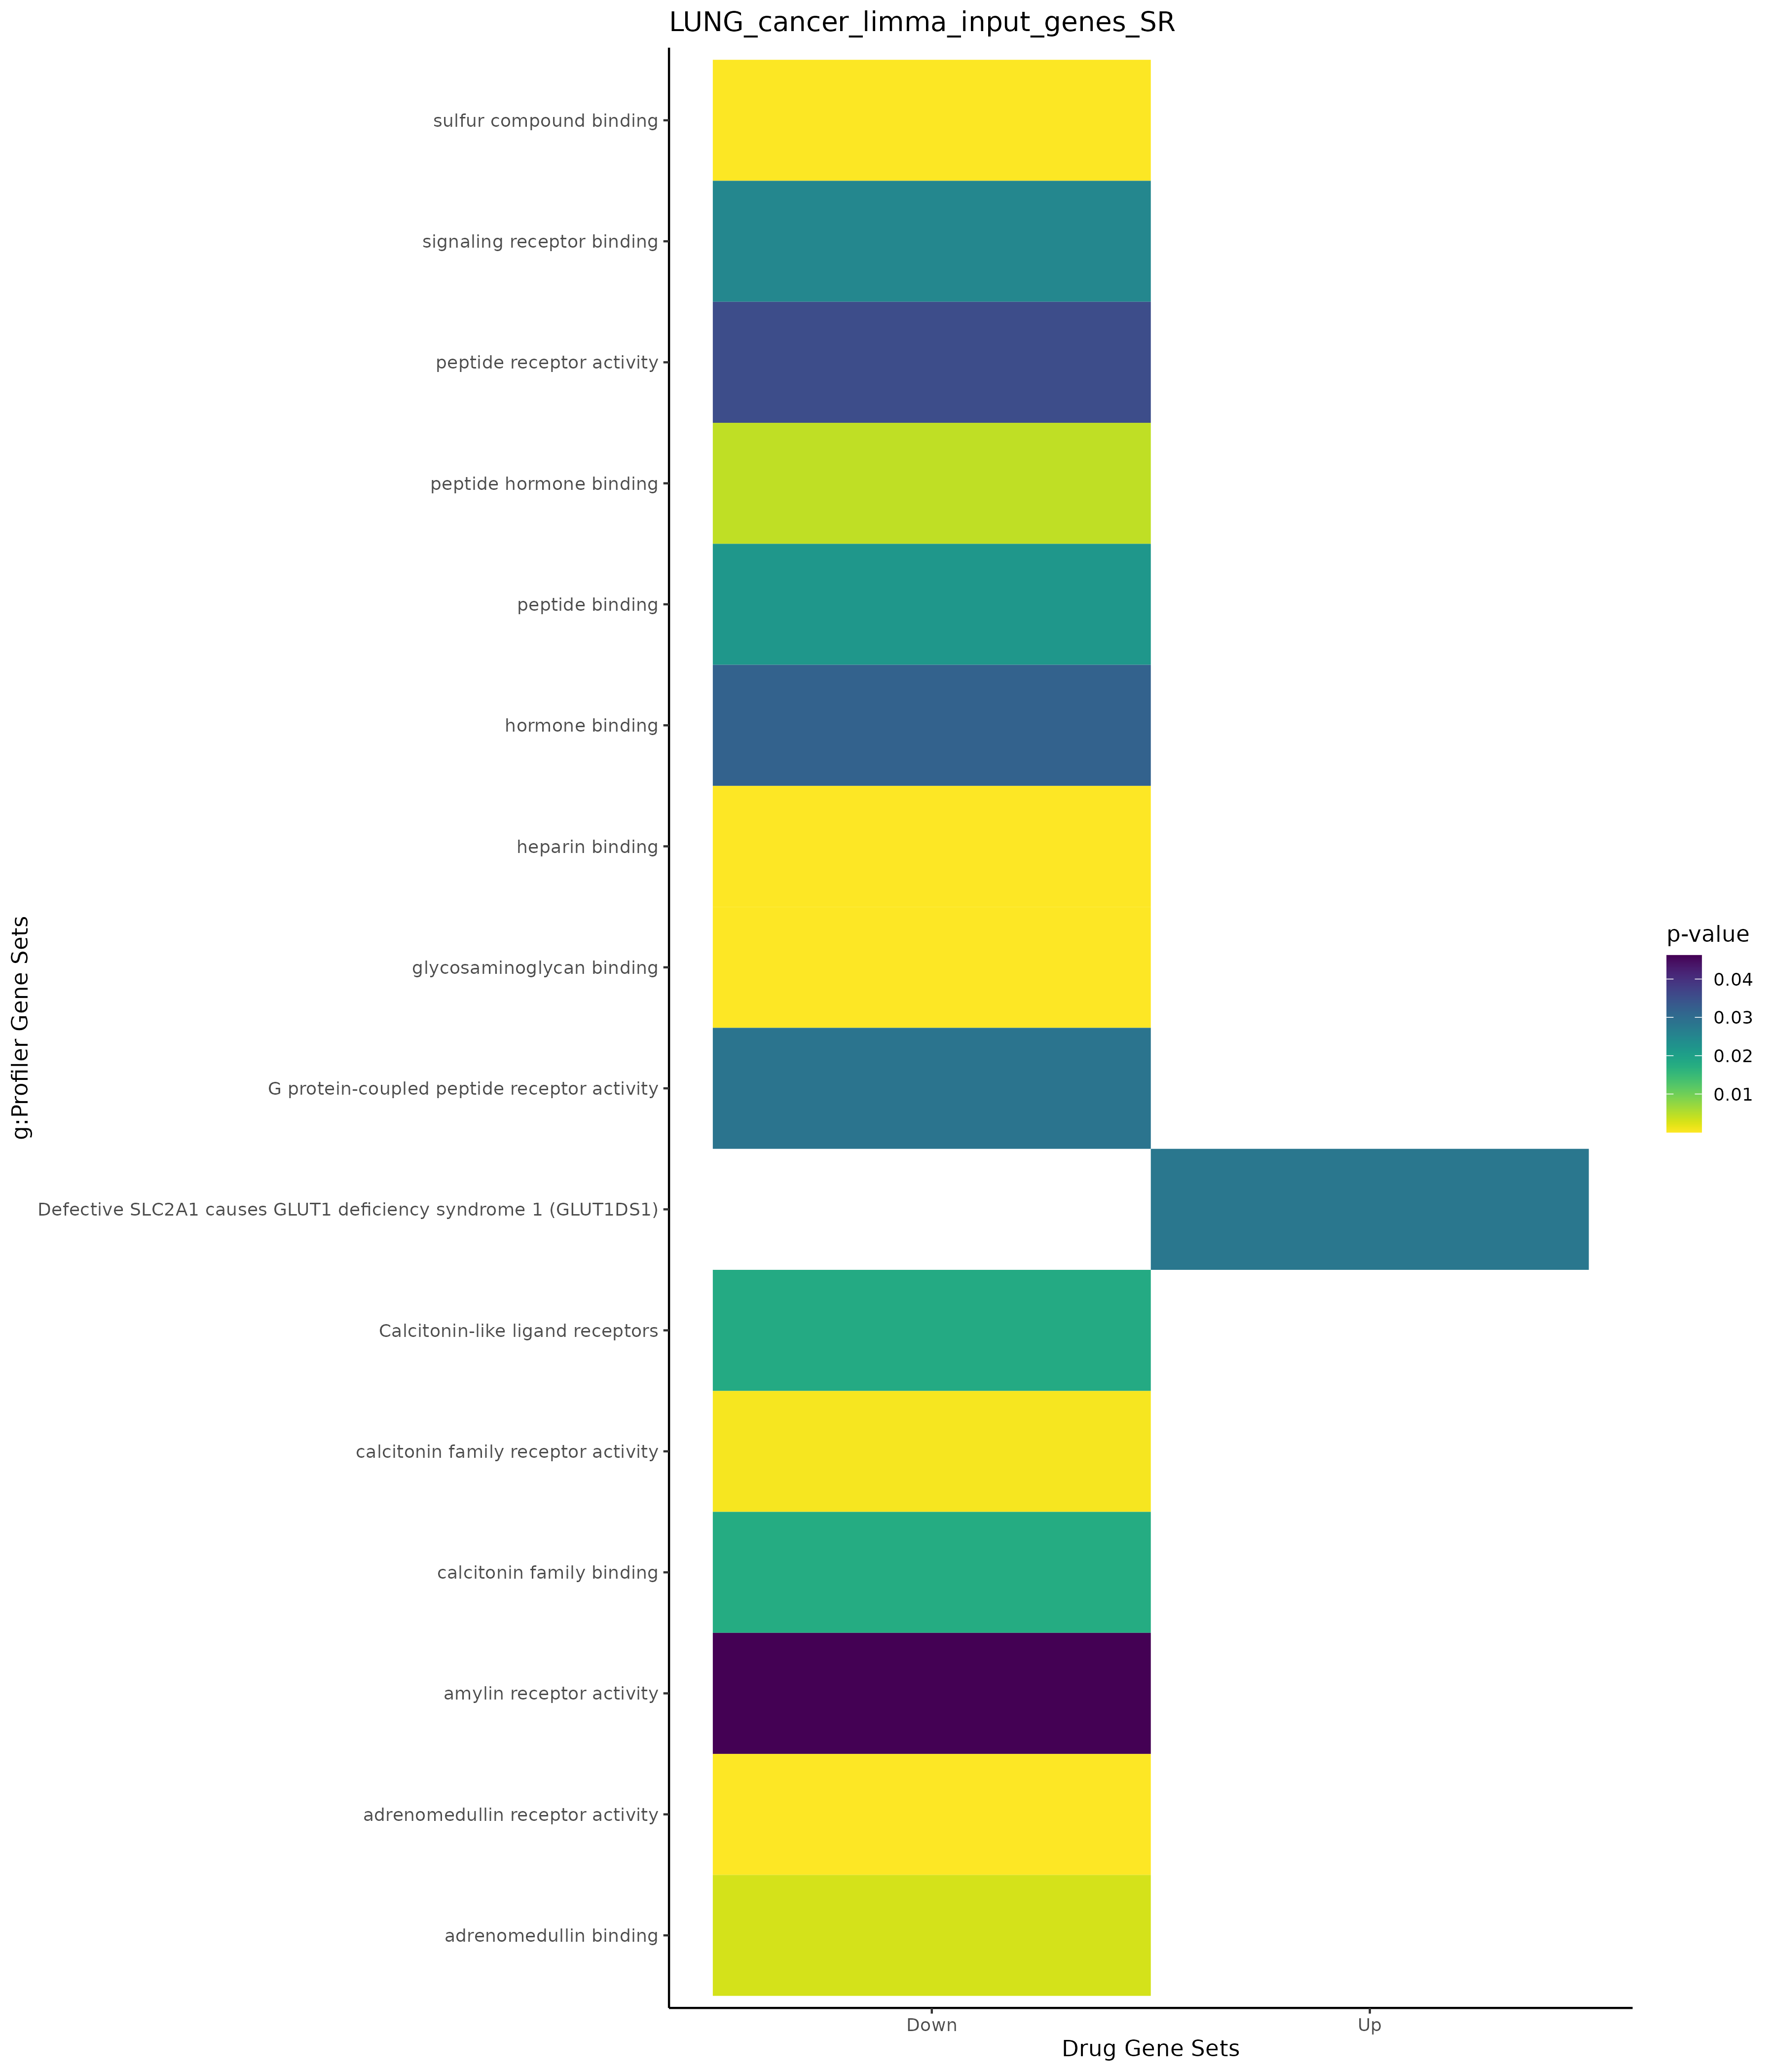 LUNG_cancer_limma_input_genes_SR
sulfur compound binding
signaling receptor binding
peptide receptor activity
peptide hormone binding
peptide binding
hormone binding
heparin binding
glycosaminoglycan binding
G protein-coupled peptide receptor activity
Defective SLC2A1 causes GLUT1 deficiency syndrome 1 (GLUT1DS1)
Calcitonin-like ligand receptors
calcitonin family receptor activity
calcitonin family binding
amylin receptor activity
adrenomedullin receptor activity
adrenomedullin binding
g:Profiler Gene Sets
Down
Up
Drug Gene Sets
p-value
0.04
0.03
0.02
0.01